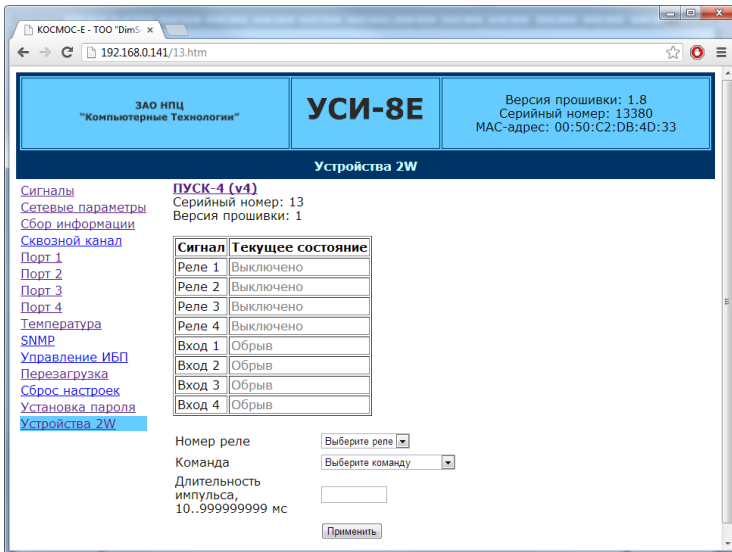 КОСМОС-Е - ТОО "DimS
192.168.0.141/13.htm
ЗАО НПЦ
"Компьютерные Технологии"
УСИ-8Е
Версия прошивки: 1.8
Серийный номер: 13380
MAC-адрес: 00:50:C2:DB:4D:33
Устройства 2W
Сигналы
Сетевые параметры
Сбор информации
Сквозной канал
Порт 1
Порт 2
Порт 3
Порт 4
Температура
SNMP
Управление ИБП
Перезагрузка
Сброс настроек
Установка пароля
Устройства 2W
ПУСК-4 (v4)
Серийный номер: 13
Версия прошивки: 1
Сигнал Текущее состояние
Реле 1 Выключено
Реле 2 Выключено
Реле 3 Выключено
Реле 4 Выключено
Вход 1 Обрыв
Вход 2 Обрыв
Вход 3 Обрыв
Вход 4 Обрыв
Номер реле Выберите реле
Команда Выберите команду
Длительность
импульса,
10..999999999 мс
Применить